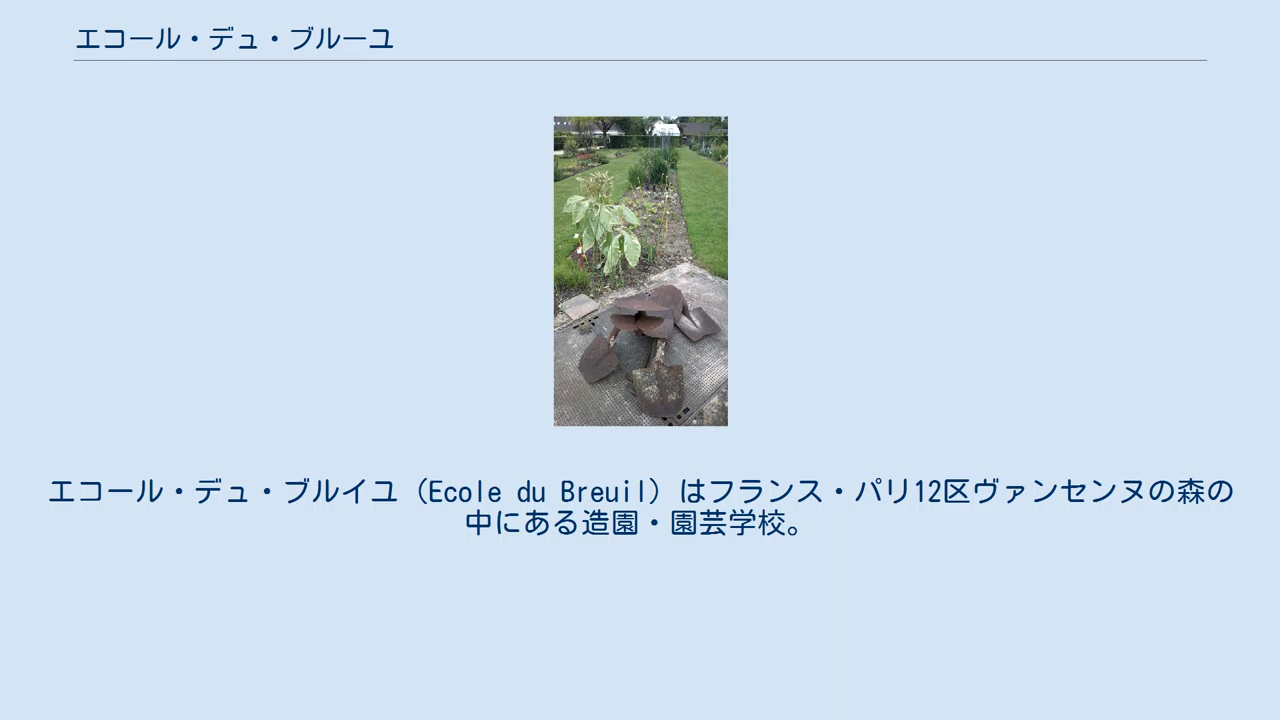 エコール・デュ・ブルーユ
エコール・デュ・ブルイユ（Ecole du Breuil）はフランス・パリ12区ヴァンセンヌの森の
中にある造園・園芸学校。